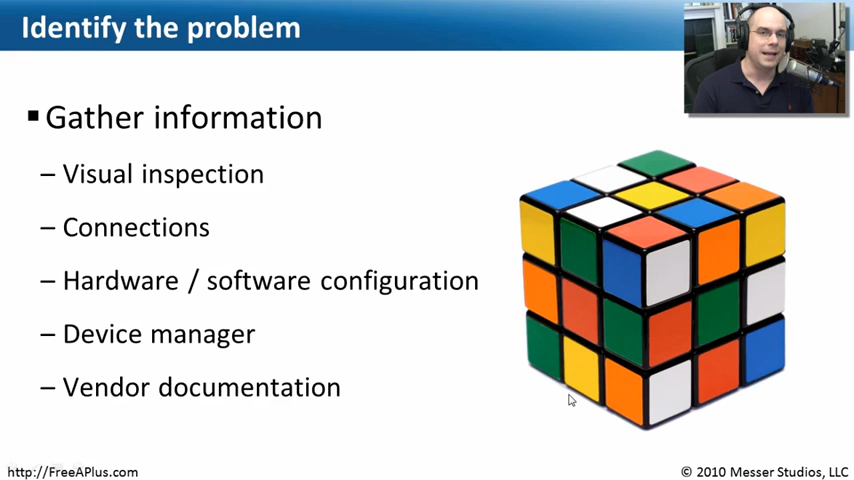 Identify the problem
▪ Gather information
– Visual inspection
– Connections
– Hardware / software configuration
– Device manager
– Vendor documentation
http://FreeAPlus.com
© 2010 Messer Studios, LLC